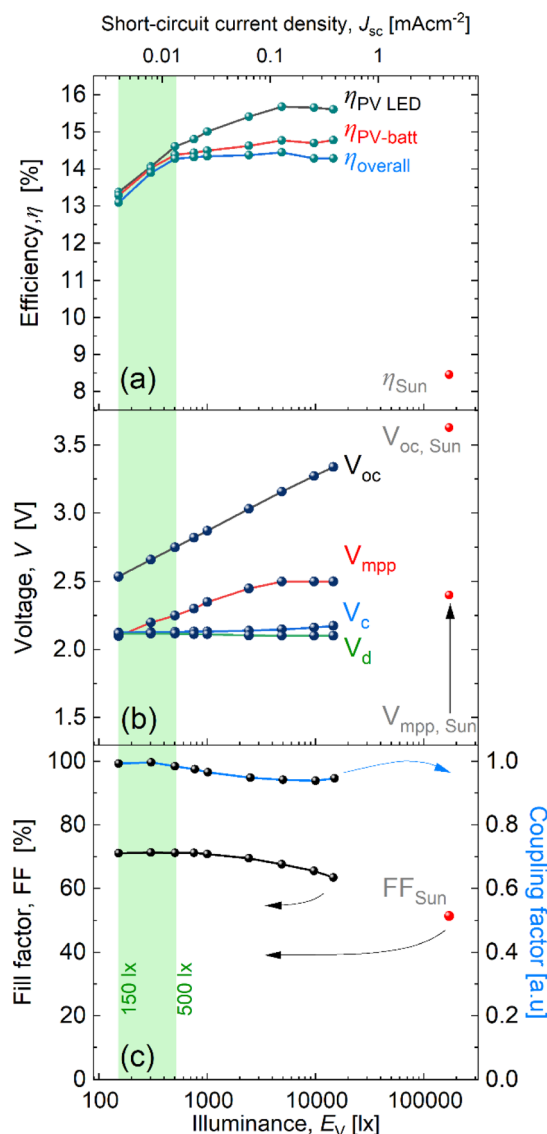 Short-circuit current density, Jsc [mAcm-2]
0.01 0.1 1
16
15
14
13
12
11
10
9
8
Efficiency,η [%]
ηPV LED
ηPV-batt
ηoverall
ηSun
(a)
3.5
3.0
2.5
2.0
1.5
Voltage, V [V]
Voc, Sun
Voc
Vmpp
Vc
Vd
Vmpp, Sun
(b)
100
80
60
40
20
0
Fill factor, FF [%]
1.0
0.8
0.6
0.4
0.2
0.0
Coupling factor [a.u]
FFSun
150 lx
500 lx
(c)
100 1000 10000 100000
Illuminance, EV [lx]